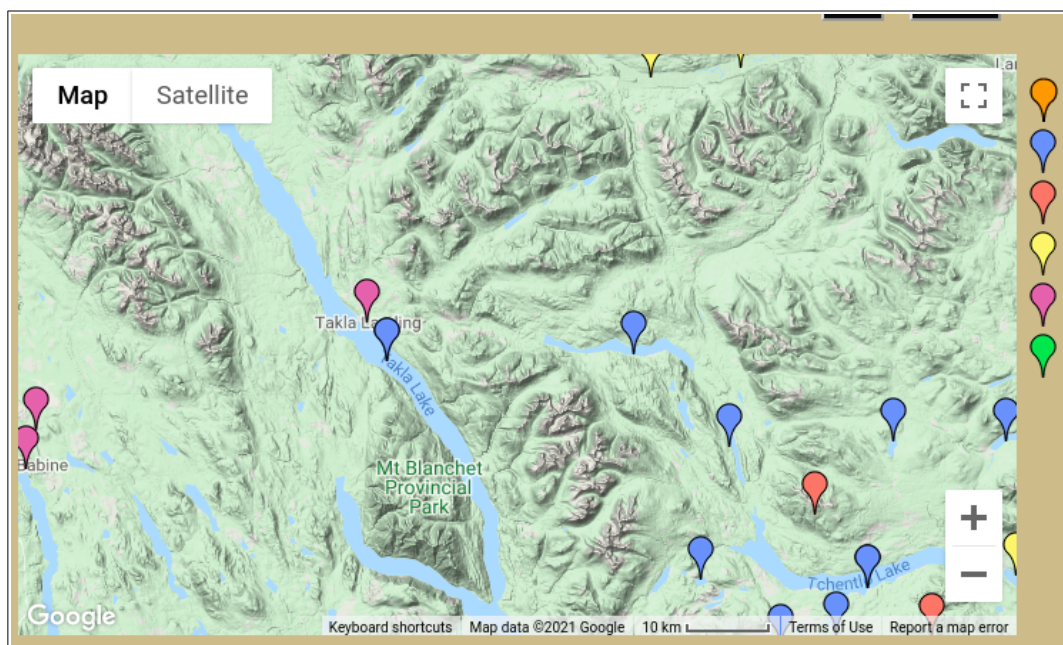 Map
Satellite
Takla Landing
Takla Lake
Babine
Mt Blanchet
Provincial
Park
Tchentlo Lake
Google
Keyboard shortcuts
Map data ©2021 Google
10 km
Terms of Use
Report a map error